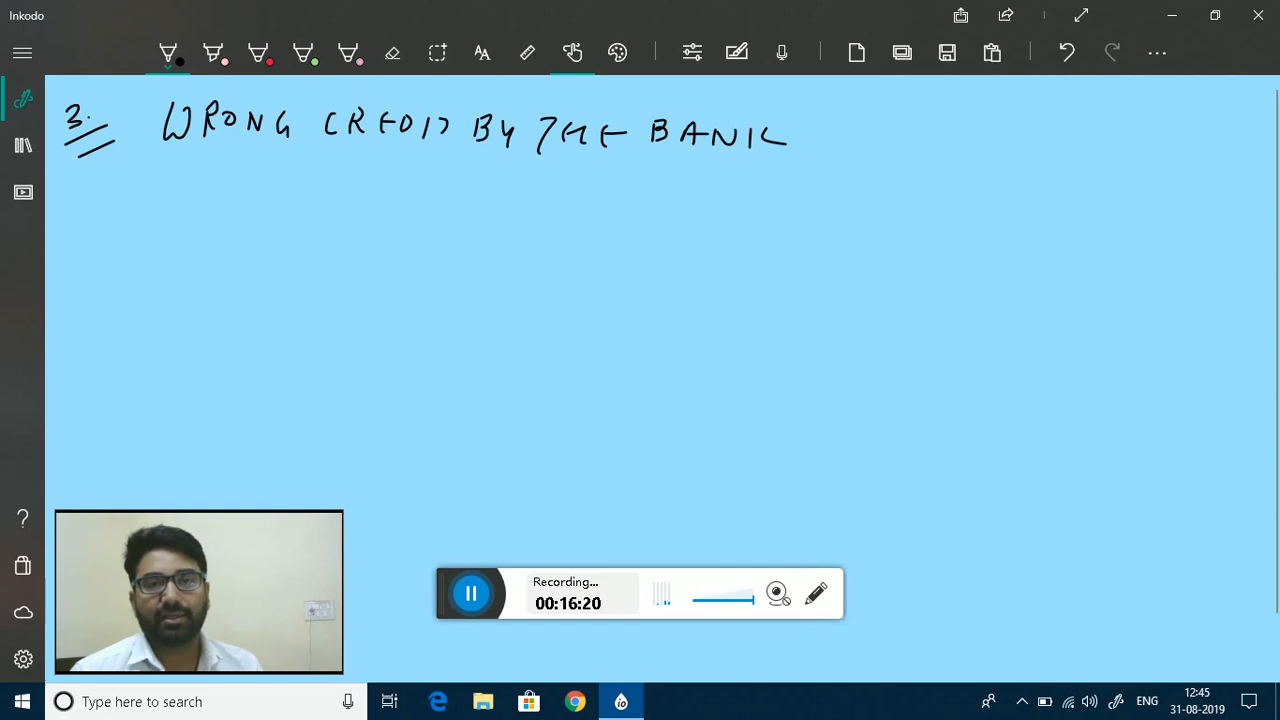 Inkodo
3. WRONG CREDIT BY THE BANK
Recording...
00:16:20
Type here to search
ENG
12:45
31-08-2019